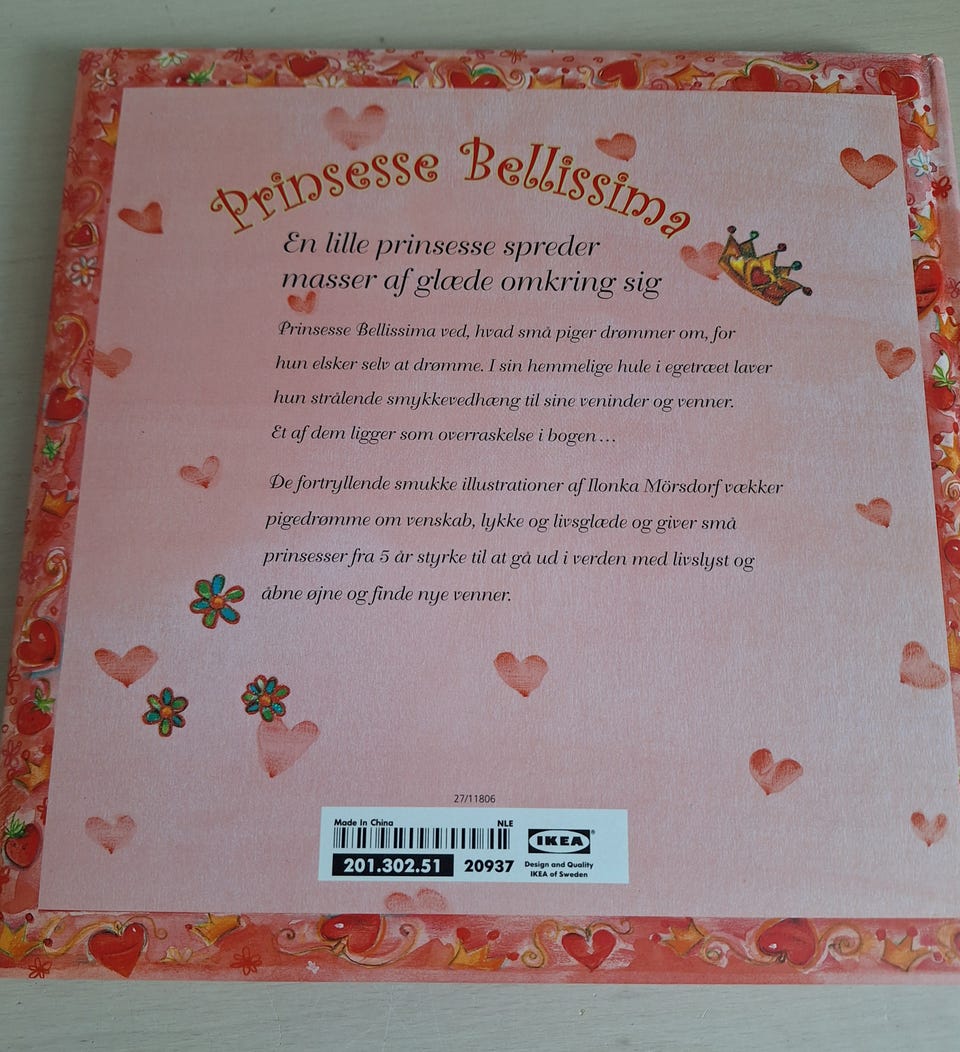 Prinsesse Bellissima
En lille prinsesse spreder
masser af glæde omkring sig
Prinsesse Bellissima ved, hvad små piger drømmer om, for
hun elsker selv at drømme. I sin hemmelige hule i egetræet laver
hun strålende smykkevedhæng til sine veninder og venner.
Et af dem ligger som overraskelse i bogen...
De fortryllende smukke illustrationer af Ilonka Mörsdorf vækker
pigedrømme om venskab, lykke og livsglæde og giver små
prinsesser fra 5 år styrke til at gå ud i verden med livslyst og
åbne øjne og finde nye venner.
27/11806
Made In China NLE
IKEA®
201.302.51 20937
Design and Quality
IKEA of Sweden